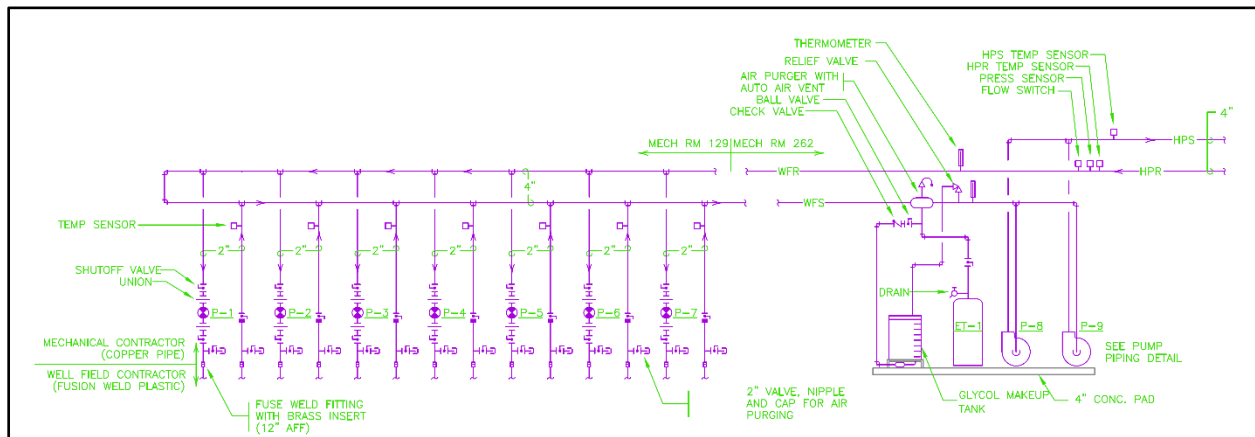 THERMOMETER
RELIEF VALVE
AIR PURGER WITH
AUTO AIR VENT
BALL VALVE
CHECK VALVE
HPS TEMP SENSOR
HPR TEMP SENSOR
PRESS SENSOR
FLOW SWITCH
4"
HPS
MECH RM 129
MECH RM 262
WFR
HPR
4"
WFS
TEMP SENSOR
2"
2"
2"
2"
2"
2"
2"
SHUTOFF VALVE
UNION
P-1
P-2
P-3
P-4
P-5
P-6
P-7
DRAIN
ET-1
P-8
P-9
MECHANICAL CONTRACTOR
(COPPER PIPE)
WELL FIELD CONTRACTOR
(FUSION WELD PLASTIC)
SEE PUMP
PIPING DETAIL
FUSE WELD FITTING
WITH BRASS INSERT
(12" AFF)
2" VALVE, NIPPLE
AND CAP FOR AIR
PURGING
GLYCOL MAKEUP
TANK
4" CONC. PAD